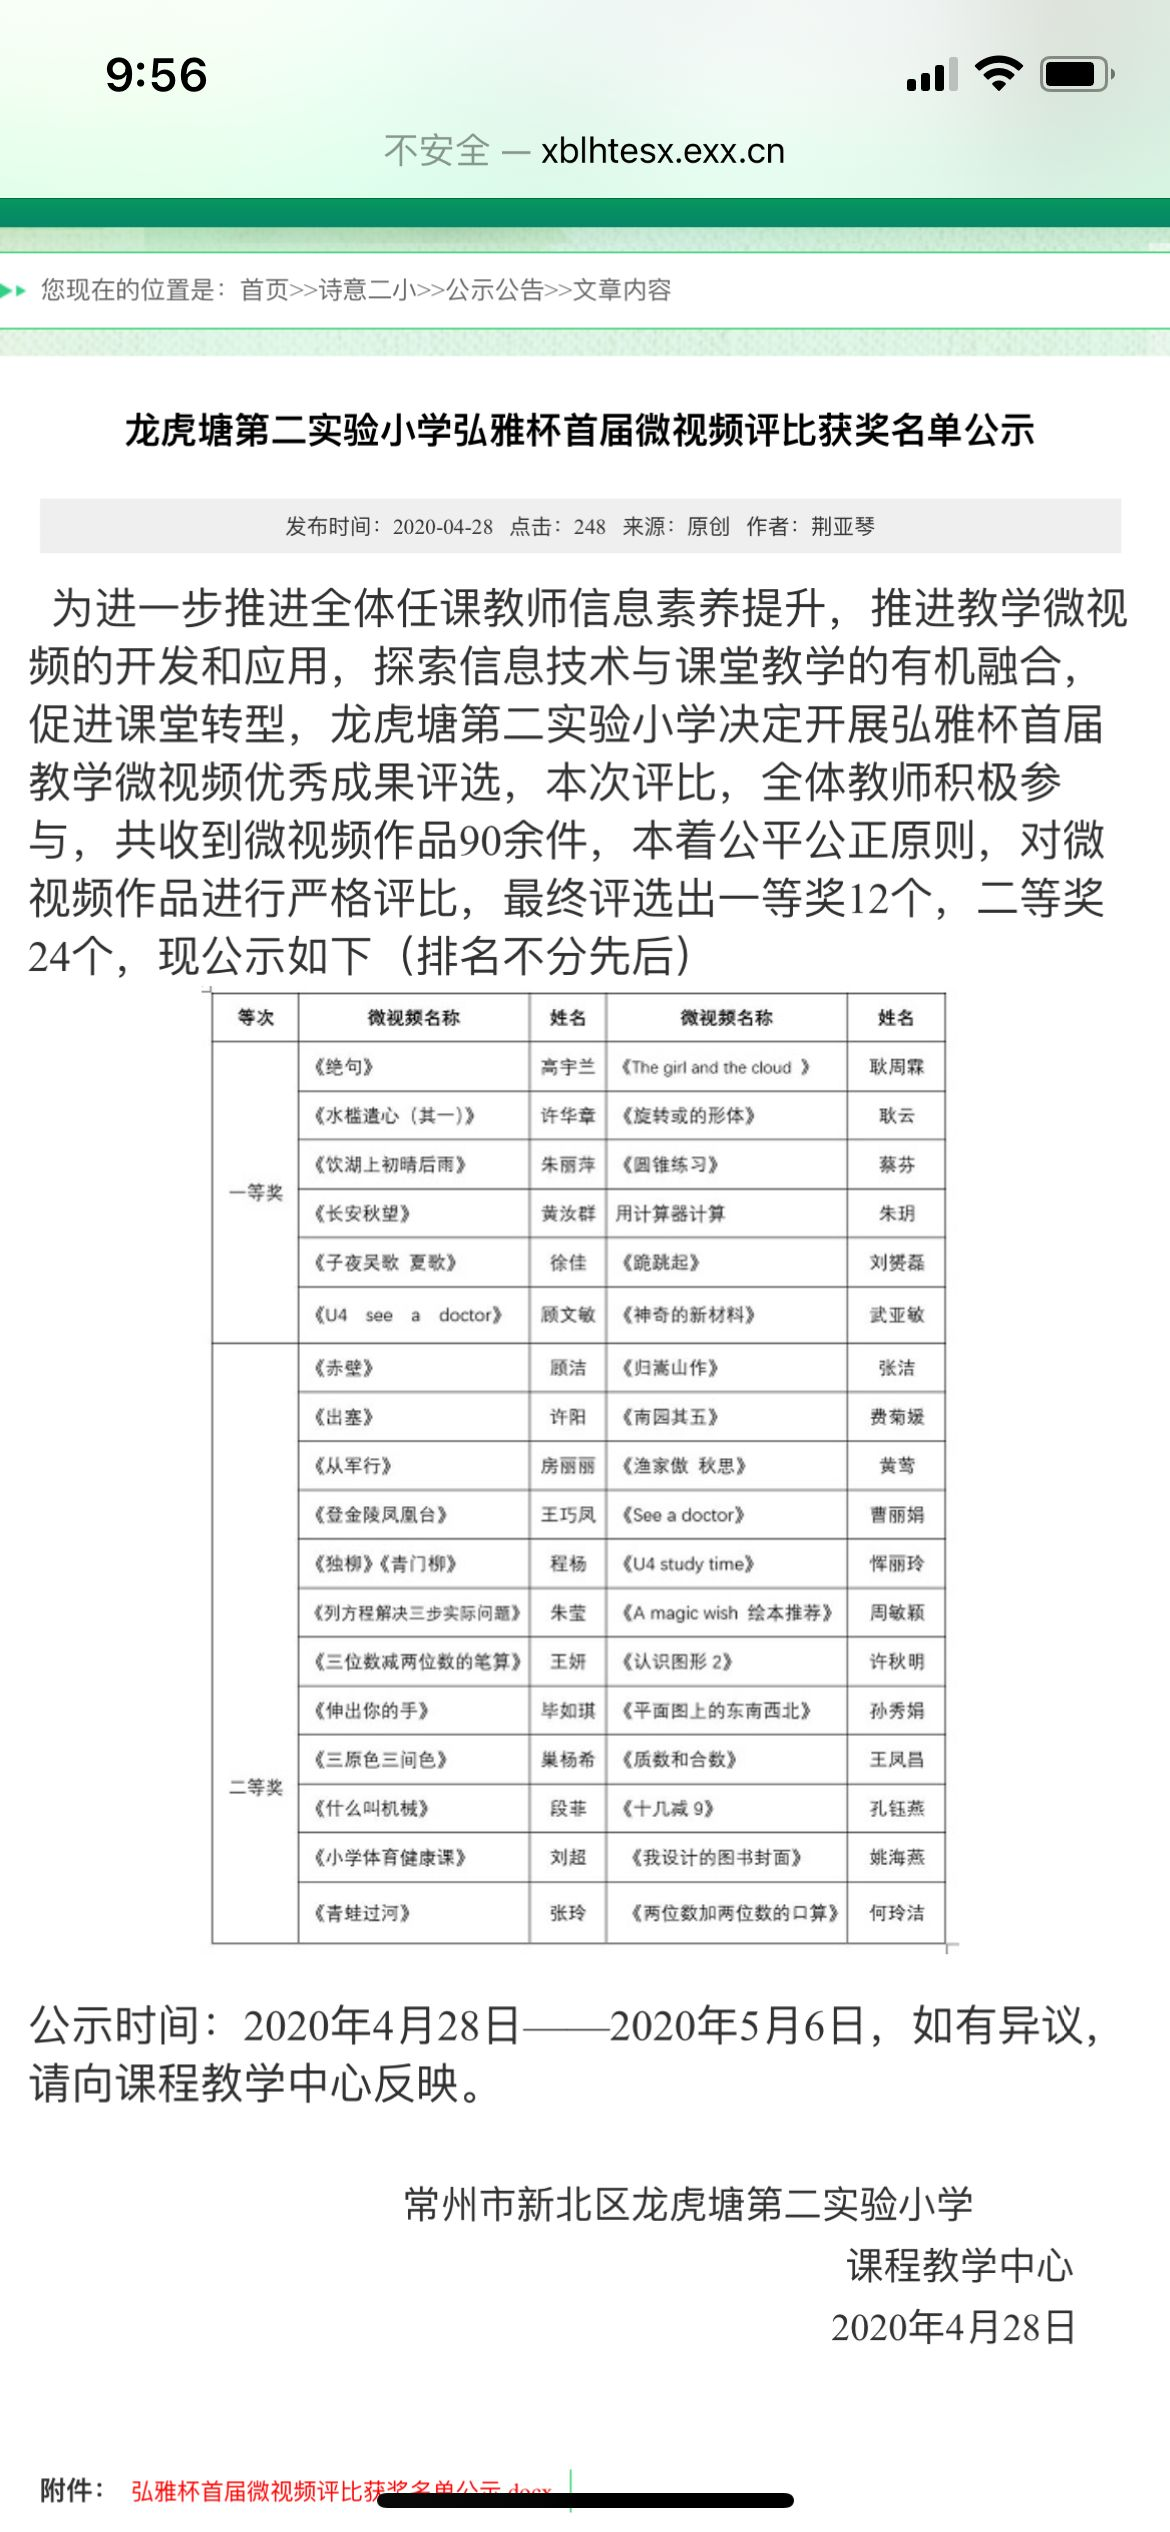 9:56
不安全 — xblhtesx.exx.cn
您现在的位置是：首页>>诗意二小>>公示公告>>文章内容
龙虎塘第二实验小学弘雅杯首届微视频评比获奖名单公示
发布时间：2020-04-28 点击：248 来源：原创 作者：荆亚琴
为进一步推进全体任课教师信息素养提升，推进教学微视
频的开发和应用，探索信息技术与课堂教学的有机融合，
促进课堂转型，龙虎塘第二实验小学决定开展弘雅杯首届
教学微视频优秀成果评选，本次评比，全体教师积极参
与，共收到微视频作品90余件，本着公平公正原则，对微
视频作品进行严格评比，最终评选出一等奖12个，二等奖
24个，现公示如下（排名不分先后）
等次 微视频名称 姓名 微视频名称 姓名
《绝句》 高宇兰 《The girl and the cloud 》 耿周霖
《水槛遣心（其一）》 许华章 《旋转或的形体》 耿云
《饮湖上初晴后雨》 朱丽萍 《圆锥练习》 蔡芬
一等奖
《长安秋望》 黄汝群 用计算器计算 朱玥
《子夜吴歌 夏歌》 徐佳 《跪跳起》 刘赟磊
《U4 see a doctor》 顾文敏 《神奇的新材料》 武亚敏
《赤壁》 顾洁 《归嵩山作》 张洁
《出塞》 许阳 《南园其五》 费菊媛
《从军行》 房丽丽 《渔家傲 秋思》 黄莺
《登金陵凤凰台》 王巧凤 《See a doctor》 曹丽娟
《独柳》《青门柳》 程杨 《U4 study time》 恽丽玲
《列方程解决三步实际问题》 朱莹 《A magic wish 绘本推荐》 周敏颖
《三位数减两位数的笔算》 王妍 《认识图形 2》 许秋明
《伸出你的手》 毕如琪 《平面图上的东南西北》 孙秀娟
《三原色三间色》 巢杨希 《质数和合数》 王凤昌
二等奖
《什么叫机械》 段菲 《十几减 9》 孔钰燕
《小学体育健康课》 刘超 《我设计的图书封面》 姚海燕
《青蛙过河》 张玲 《两位数加两位数的口算》 何玲洁
公示时间：2020年4月28日——2020年5月6日，如有异议，
请向课程教学中心反映。
常州市新北区龙虎塘第二实验小学
课程教学中心
2020年4月28日
附件： 弘雅杯首届微视频评比获奖名单公示.docx